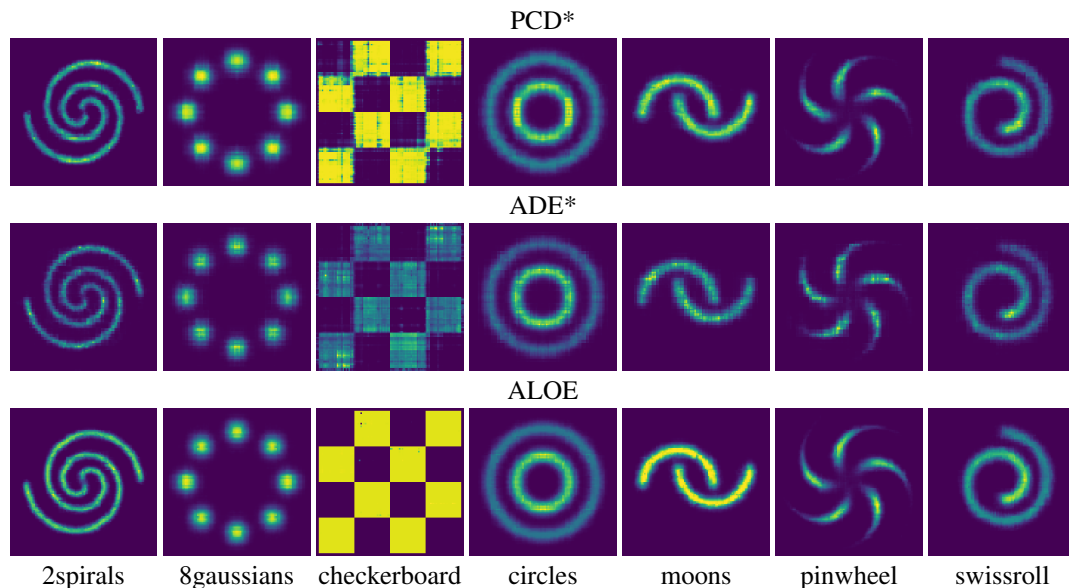 PCD*
ADE*
ALOE
2spirals 8gaussians checkerboard circles moons pinwheel swissroll